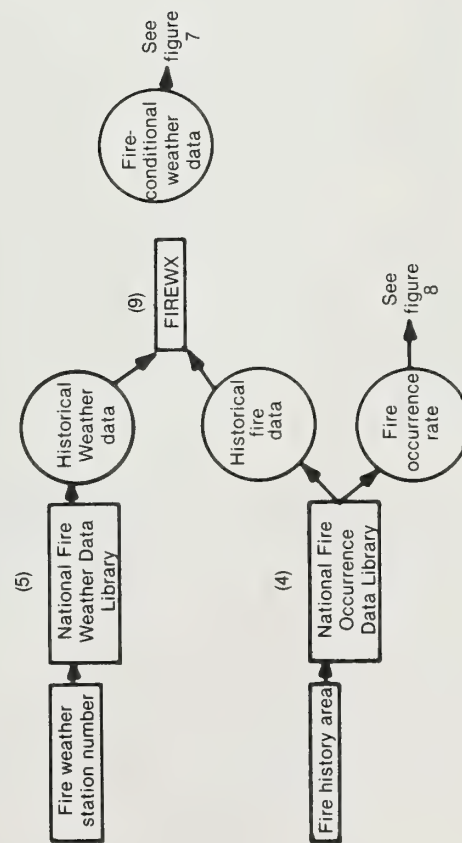 Fire weather
station number
(5)
National Fire
Weather Data
Library
Historical
Weather
data
(9)
FIREWX
Fire-
conditional
weather
data
See
figure
7
Fire history area
(4)
National Fire
Occurrence
Data Library
Historical
fire
data
Fire
occurrence
rate
See
figure
8